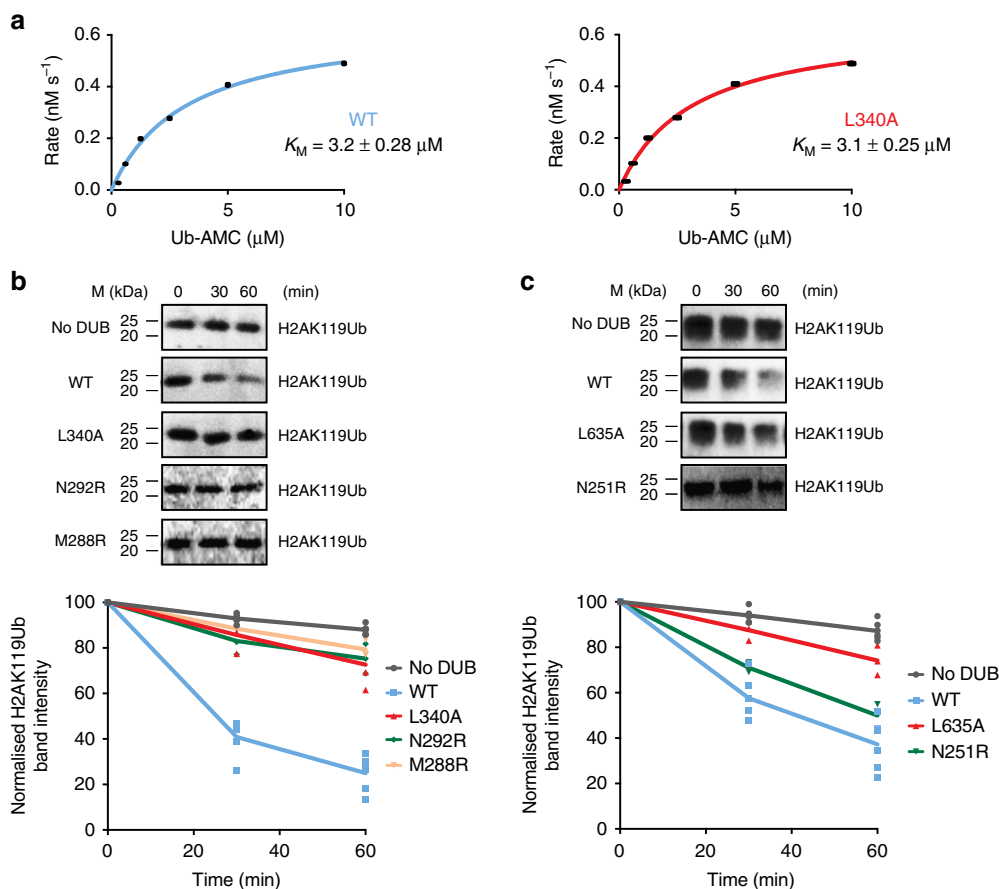 a
0.6
0.4
0.2
0.0
Rate (nM s⁻¹)
0 5 10
Ub-AMC (μM)
WT
K_M = 3.2 ± 0.28 μM
0.6
0.4
0.2
0.0
Rate (nM s⁻¹)
0 5 10
Ub-AMC (μM)
L340A
K_M = 3.1 ± 0.25 μM
b
M (kDa) 0 30 60 (min)
No DUB 25 20 H2AK119Ub
WT 25 20 H2AK119Ub
L340A 25 20 H2AK119Ub
N292R 25 20 H2AK119Ub
M288R 25 20 H2AK119Ub
100
80
60
40
20
0
Normalised H2AK119Ub
band intensity
0 20 40 60
Time (min)
No DUB
WT
L340A
N292R
M288R
c
M (kDa) 0 30 60 (min)
No DUB 25 20 H2AK119Ub
WT 25 20 H2AK119Ub
L635A 25 20 H2AK119Ub
N251R 25 20 H2AK119Ub
100
80
60
40
20
0
Normalised H2AK119Ub
band intensity
0 20 40 60
Time (min)
No DUB
WT
L635A
N251R